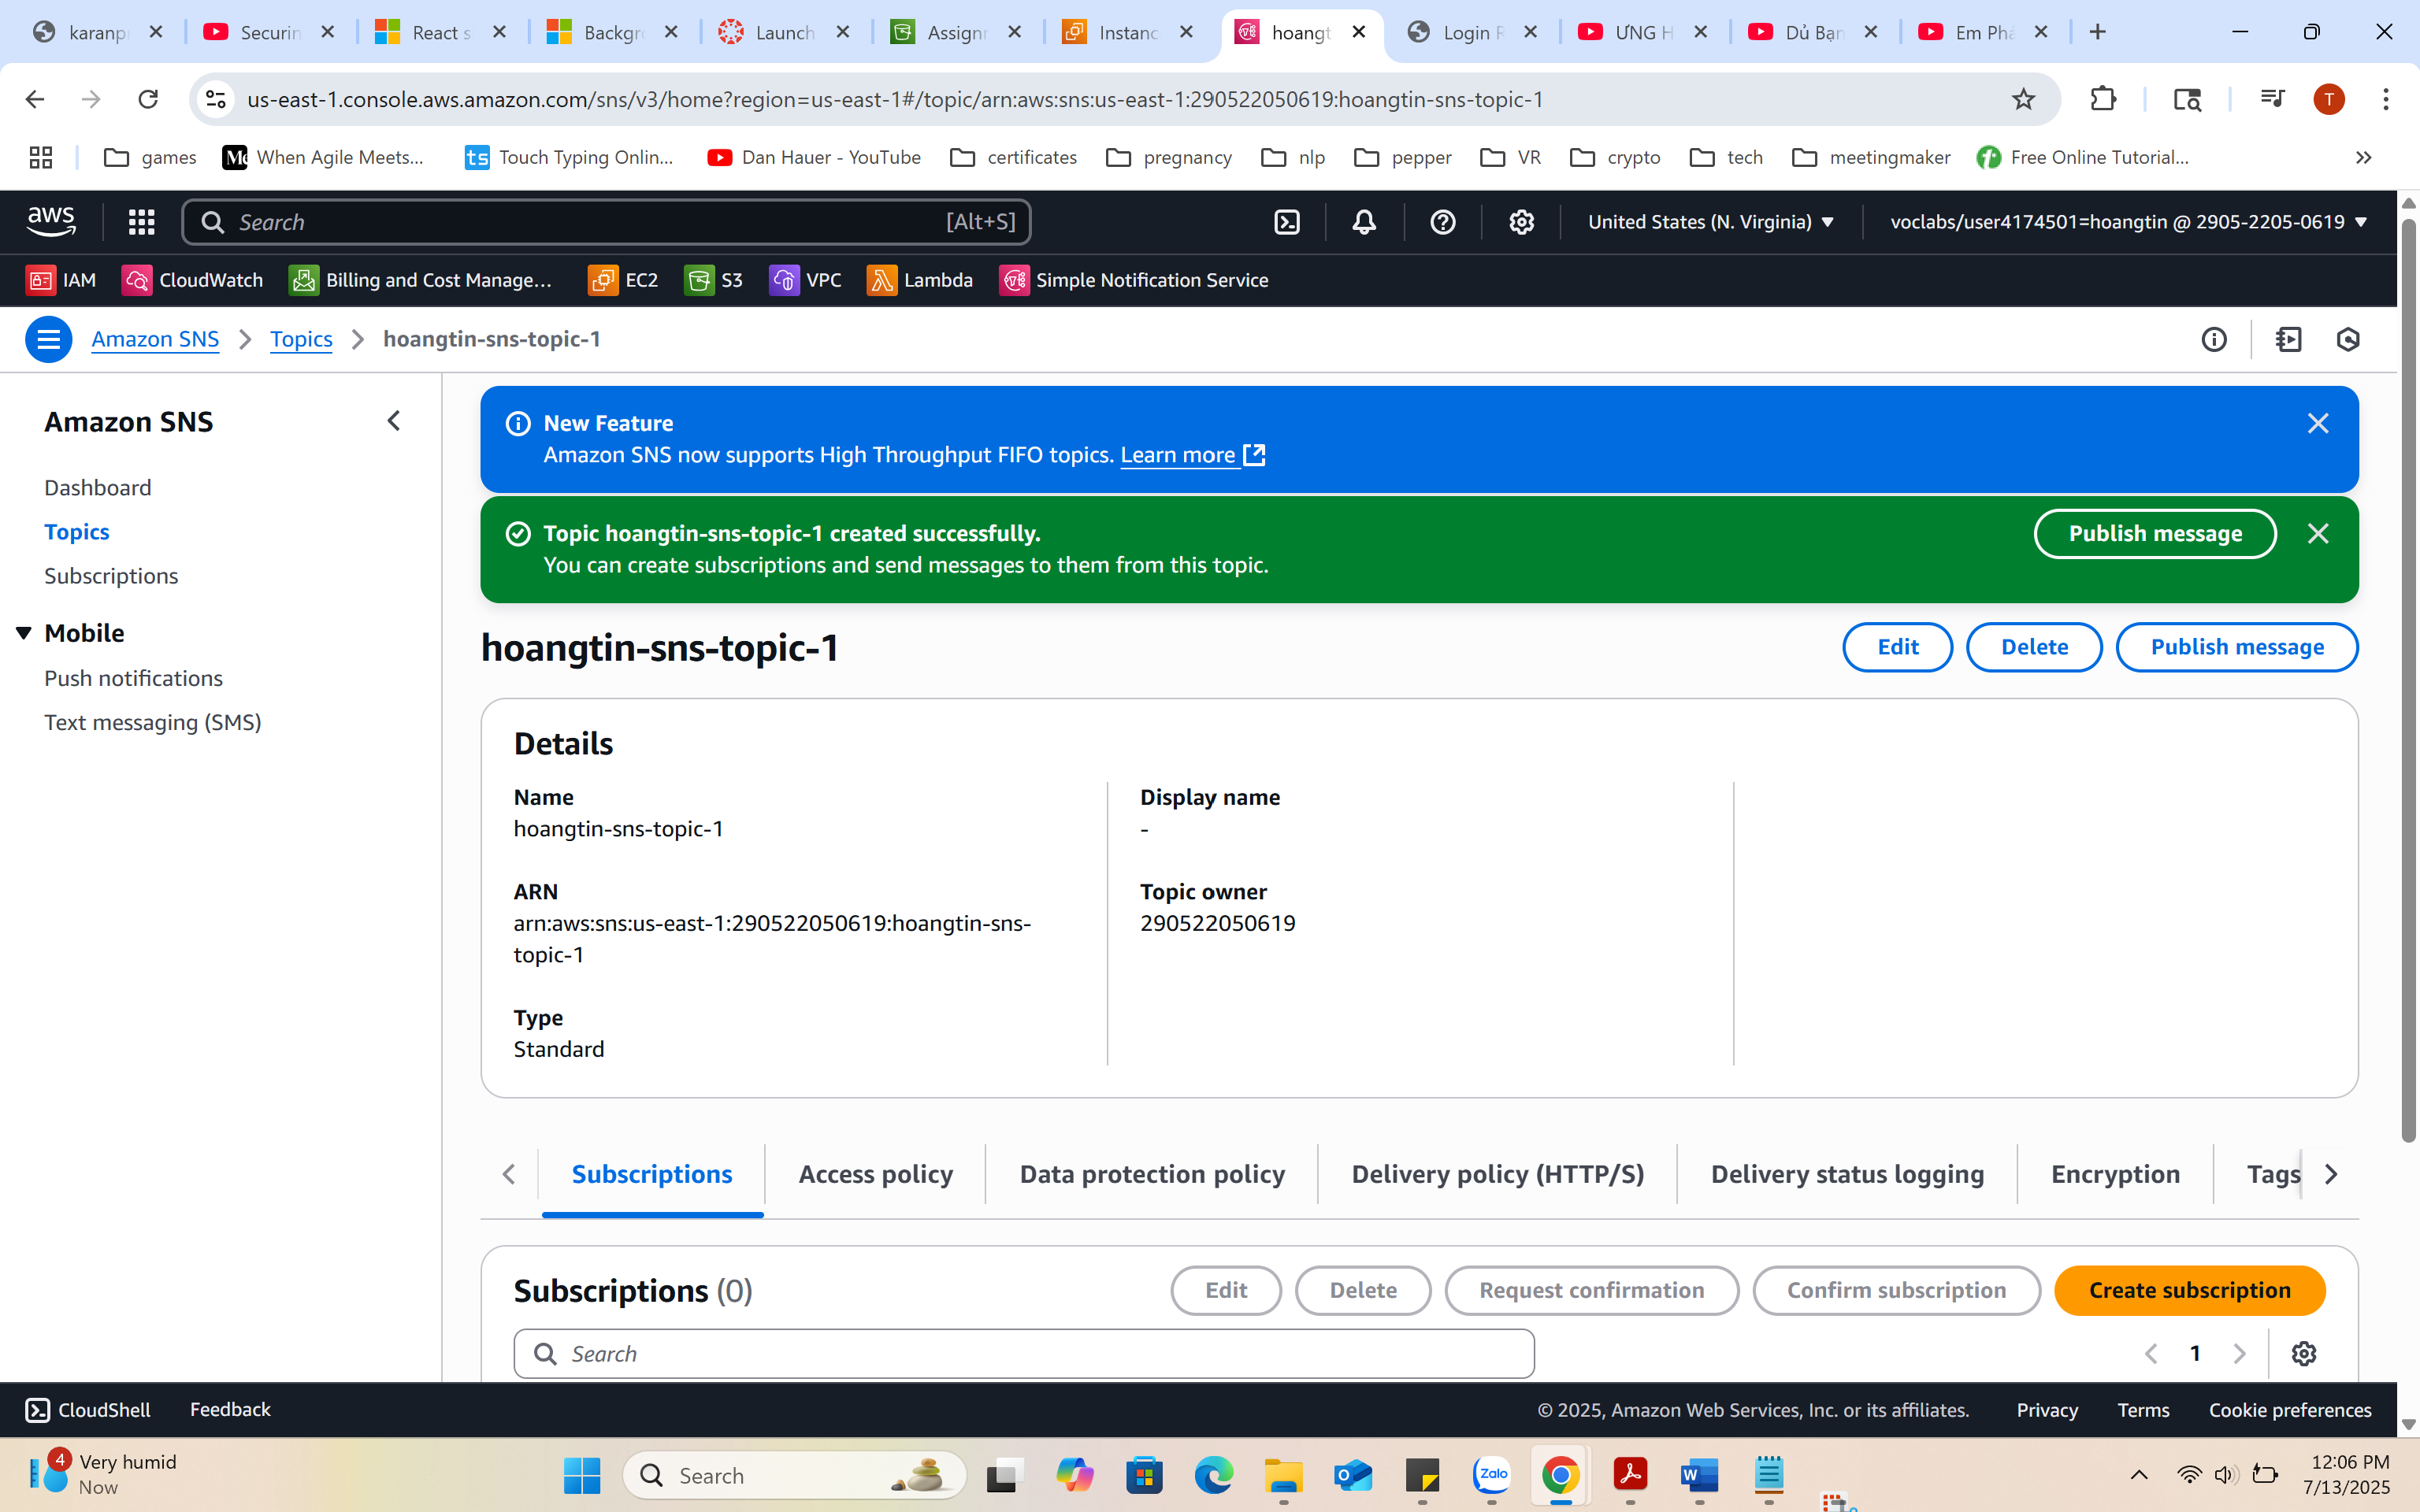 karanp
Securin
React s
Backgr
Launch
Assign
Instanc
hoangt
Login R
ƯNG H
Dủ Bạn
Em Phá
us-east-1.console.aws.amazon.com/sns/v3/home?region=us-east-1#/topic/arn:aws:sns:us-east-1:290522050619:hoangtin-sns-topic-1
T
games
When Agile Meets...
ts Touch Typing Onlin...
Dan Hauer - YouTube
certificates
pregnancy
nlp
pepper
VR
crypto
tech
meetingmaker
Free Online Tutorial...
aws
Search [Alt+S]
United States (N. Virginia)
voclabs/user4174501=hoangtin @ 2905-2205-0619
IAM
CloudWatch
Billing and Cost Manage...
EC2
S3
VPC
Lambda
Simple Notification Service
Amazon SNS
Topics
hoangtin-sns-topic-1
Amazon SNS
Dashboard
Topics
Subscriptions
Mobile
Push notifications
Text messaging (SMS)
New Feature
Amazon SNS now supports High Throughput FIFO topics. Learn more
Topic hoangtin-sns-topic-1 created successfully.
You can create subscriptions and send messages to them from this topic.
Publish message
hoangtin-sns-topic-1
Edit
Delete
Publish message
Details
Name
hoangtin-sns-topic-1
Display name
-
ARN
arn:aws:sns:us-east-1:290522050619:hoangtin-sns-
topic-1
Topic owner
290522050619
Type
Standard
Subscriptions
Access policy
Data protection policy
Delivery policy (HTTP/S)
Delivery status logging
Encryption
Tags
Subscriptions (0)
Edit
Delete
Request confirmation
Confirm subscription
Create subscription
Search
1
CloudShell
Feedback
© 2025, Amazon Web Services, Inc. or its affiliates.
Privacy
Terms
Cookie preferences
4
Very humid
Now
Search
Zalo
12:06 PM
7/13/2025